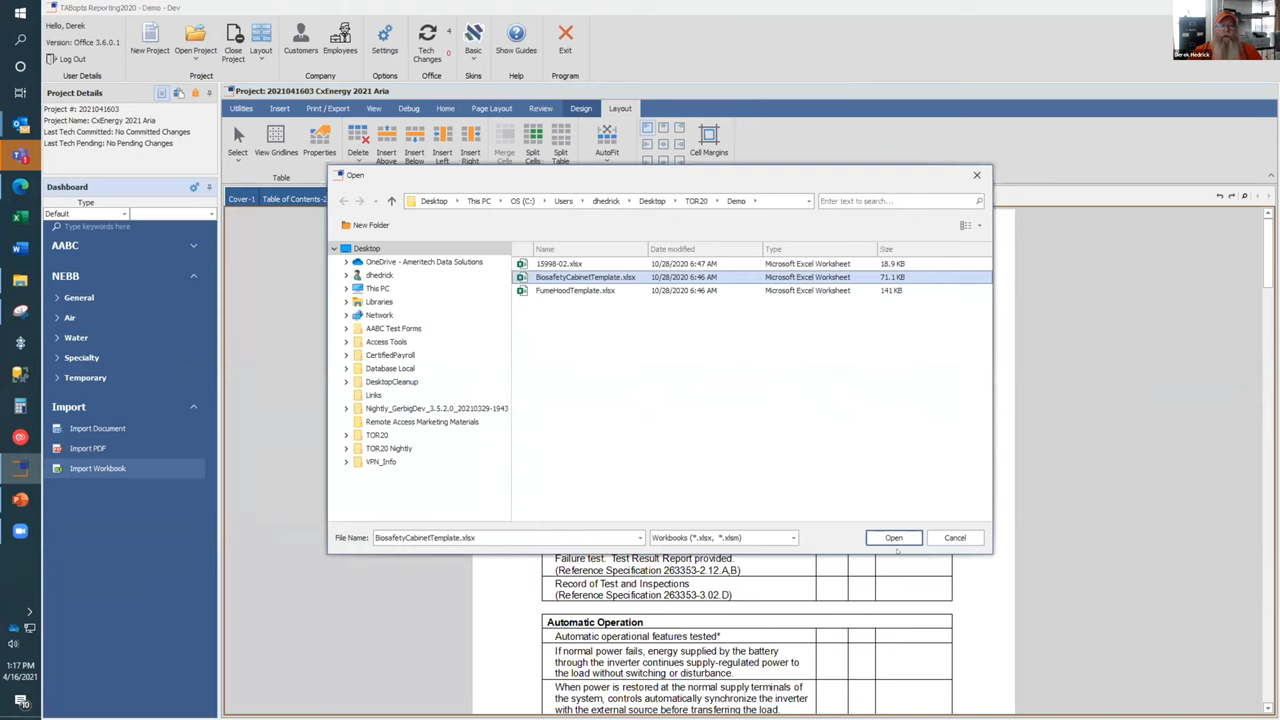 TABopts Reporting2020 - Demo - Dev
Hello, Derek
Version: Office 3.6.0.1
Log Out
User Details
New Project
Open Project
Close Project
Layout
Project
Customers
Employees
Company
Settings
Options
Tech Changes
4
0
Office
Basic
Skins
Show Guides
Help
Exit
Program
Derek Hedrick
Project Details
Project #: 2021041603
Project Name: CxEnergy 2021 Aria
Last Tech Committed: No Committed Changes
Last Tech Pending: No Pending Changes
Project: 2021041603 CxEnergy 2021 Aria
Utilities Insert Print / Export View Debug Home Page Layout Review Design Layout
Select
View Gridlines
Properties
Delete
Insert Above
Insert Below
Insert Left
Insert Right
Merge Cells
Split Cells
Split Table
AutoFit
Cell Margins
Table
Cover-1 Table of Contents-2
Dashboard
Type
Default
Type keywords here
AABC
NEBB
General
Air
Water
Specialty
Temporary
Import
Import Document
Import PDF
Import Workbook
Open
Desktop This PC OS (C:) Users dhedrick Desktop TOR20 Demo
Enter text to search...
New Folder
Desktop
OneDrive - Ameritech Data Solutions
dhedrick
This PC
Libraries
Network
AABC Test Forms
Access Tools
CertifiedPayroll
Database Local
DesktopCleanup
Links
Nightly_GerbigDev_3.5.2.0_20210329-1943
Remote Access Marketing Materials
TOR20
TOR20 Nightly
VPN_Info
Name Date modified Type Size
15998-02.xlsx 10/28/2020 6:47 AM Microsoft Excel Worksheet 18.9 KB
BiosafetyCabinetTemplate.xlsx 10/28/2020 6:46 AM Microsoft Excel Worksheet 71.1 KB
FumeHoodTemplate.xlsx 10/28/2020 6:46 AM Microsoft Excel Worksheet 141 KB
File Name: BiosafetyCabinetTemplate.xlsx Workbooks (*.xlsx, *.xlsm) Open Cancel
Failure test. Test Result Report provided.
(Reference Specification 263353-2.12.A,B)
Record of Test and Inspections
(Reference Specification 263353-3.02.D)
Automatic Operation
Automatic operational features tested*
If normal power fails, energy supplied by the battery
through the inverter continues supply-regulated power to
the load without switching or disturbance.
When power is restored at the normal supply terminals of
the system, controls automatically synchronize the inverter
with the external source before transferring the load.
1:17 PM
4/16/2021
10